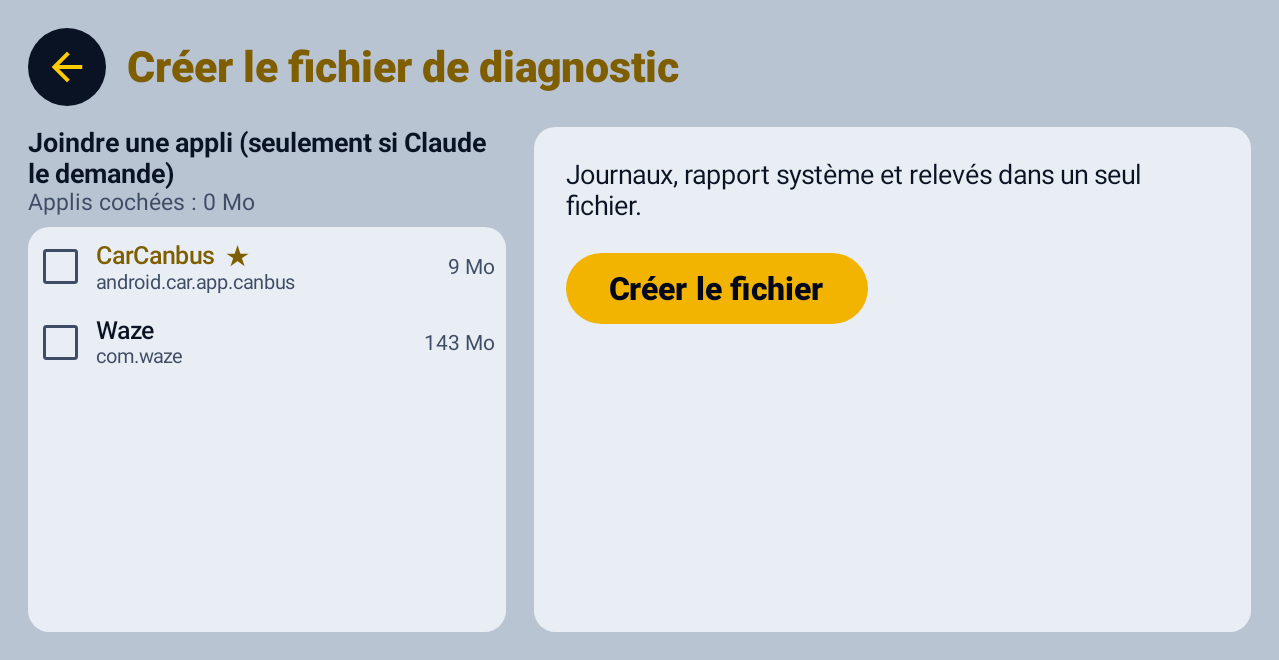 Créer le fichier de diagnostic
Joindre une appli (seulement si Claude
le demande)
Applis cochées : 0 Mo
CarCanbus ★
android.car.app.canbus
9 Mo
Waze
com.waze
143 Mo
Journaux, rapport système et relevés dans un seul
fichier.
Créer le fichier